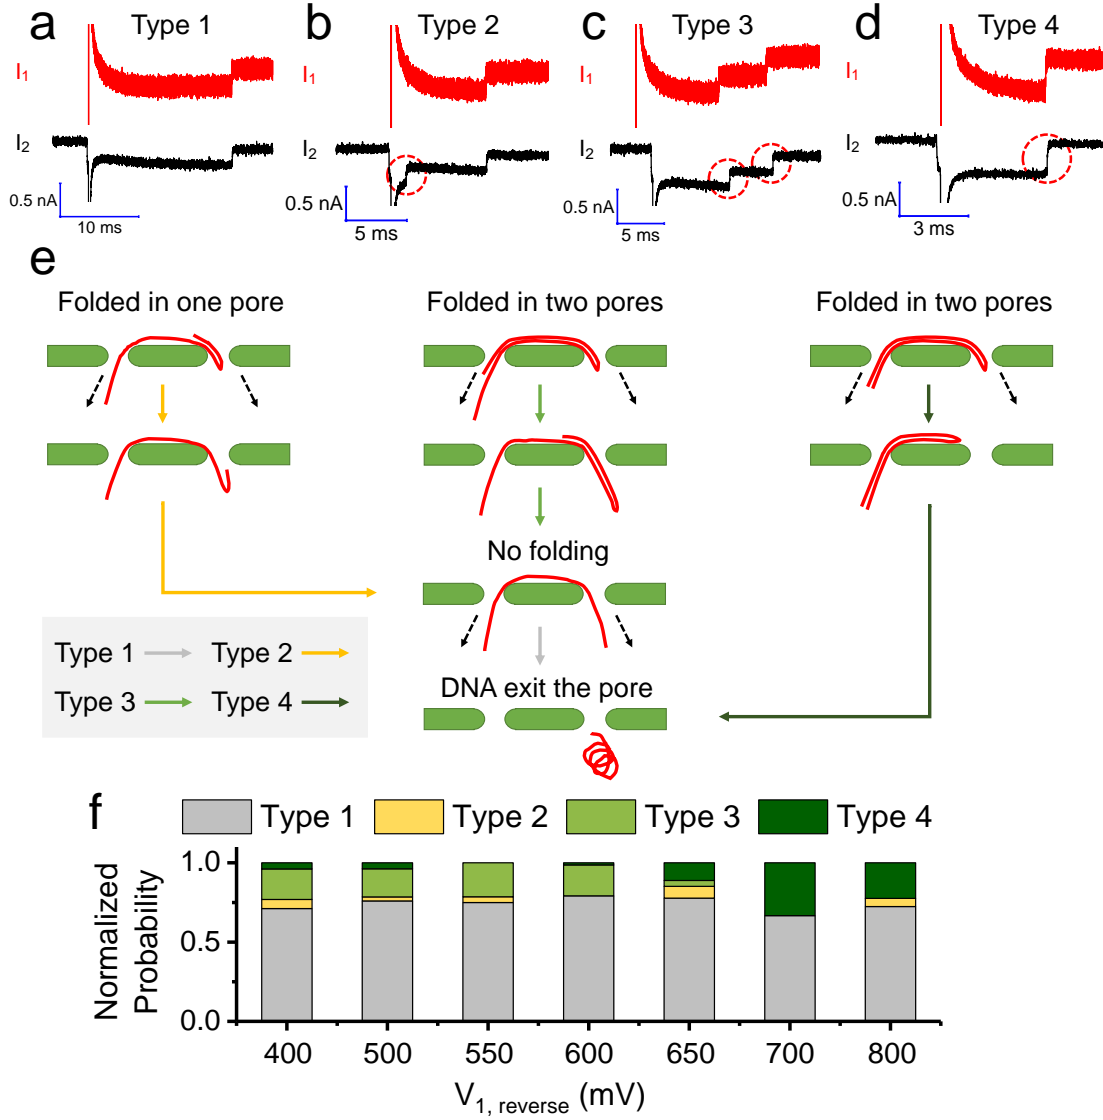 a Type 1 b Type 2 c Type 3 d Type 4
I1 I1 I1 I1
I2 I2 I2 I2
0.5 nA 0.5 nA 0.5 nA 0.5 nA
10 ms 5 ms 5 ms 3 ms
e
Folded in one pore Folded in two pores Folded in two pores
No folding
Type 1 Type 2
DNA exit the pore
Type 3 Type 4
f Type 1 Type 2 Type 3 Type 4
Normalized
Probability
1.0
0.5
0.0
400 500 550 600 650 700 800
V1, reverse (mV)